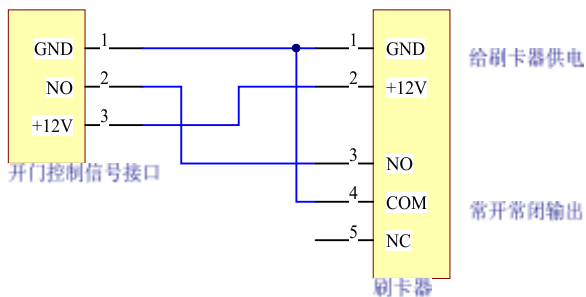 GND 1
NO 2
+12V 3
开门控制信号接口
1 GND
2 +12V
3 NO
4 COM
5 NC
刷卡器
给刷卡器供电
常开常闭输出